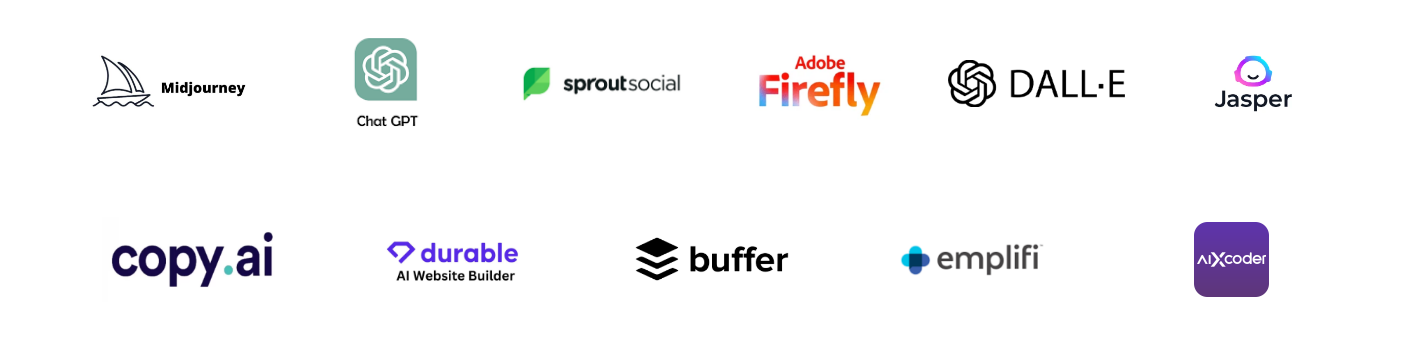 Midjourney
Chat GPT
sproutsocial
Adobe
Firefly
DALL·E
Jasper
copy.ai
durable
AI Website Builder
buffer
emplifi
aiXcoder